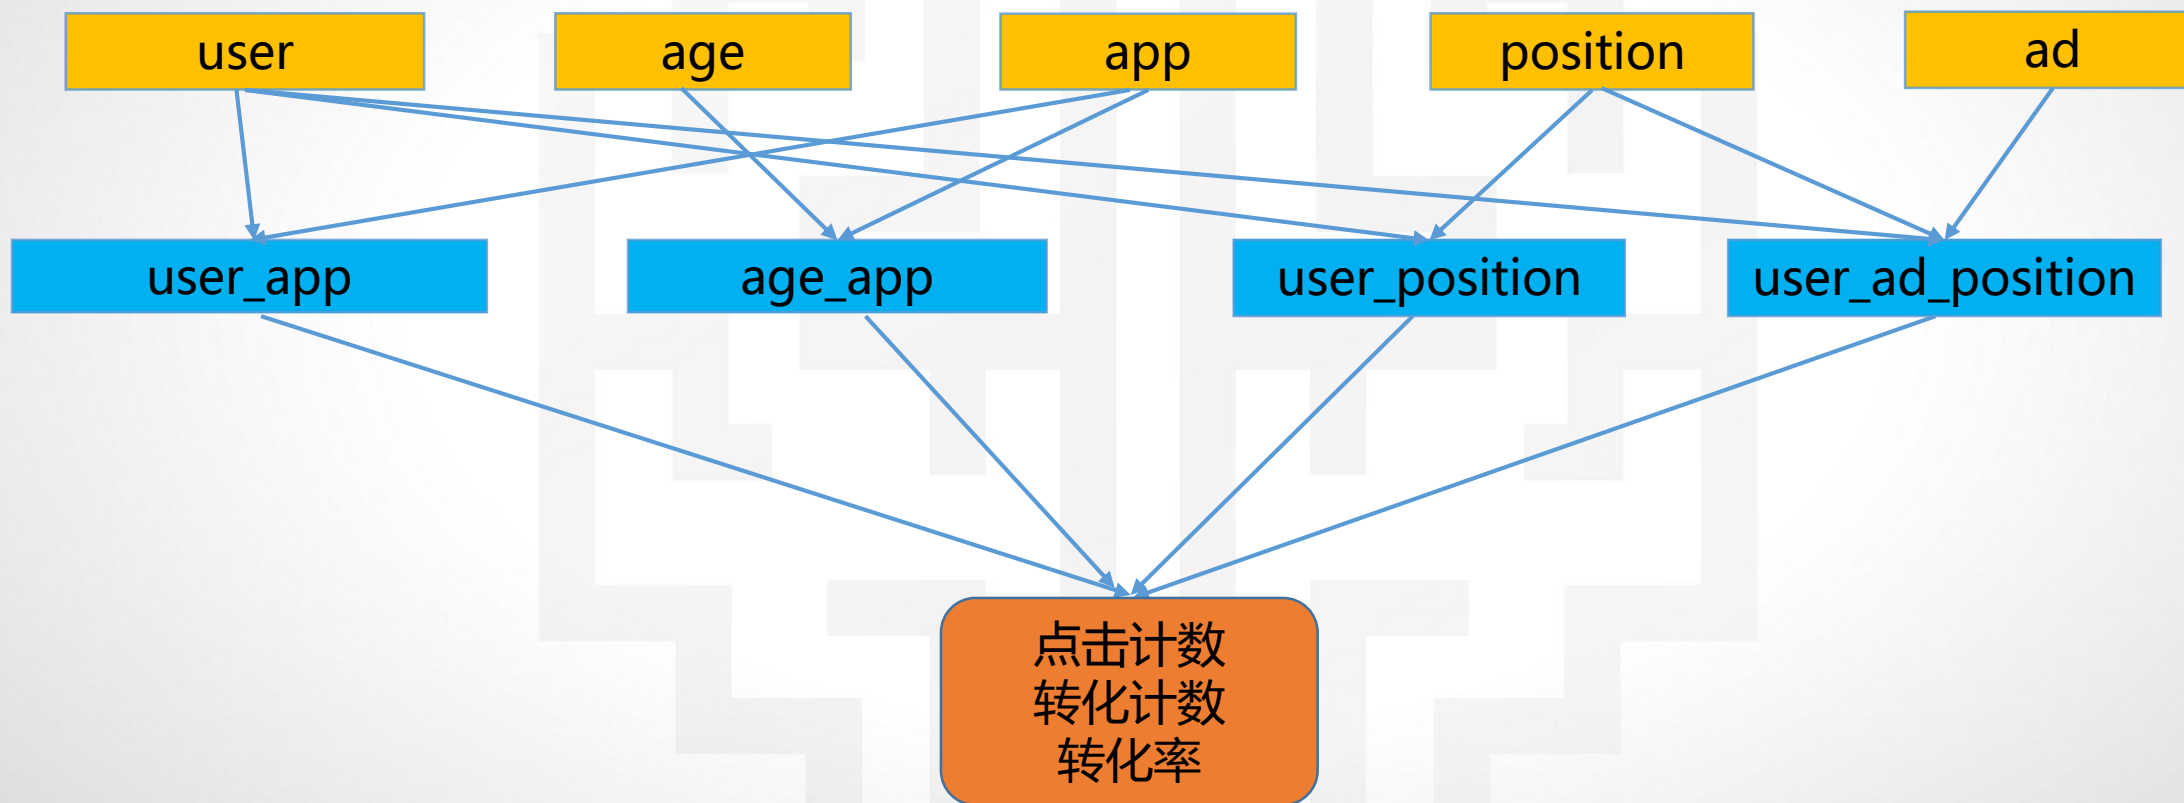 user
age
app
position
ad
user_app
age_app
user_position
user_ad_position
点击计数
转化计数
转化率